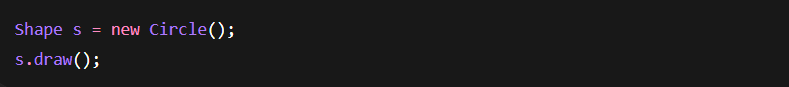 Shape s = new Circle();
s.draw();